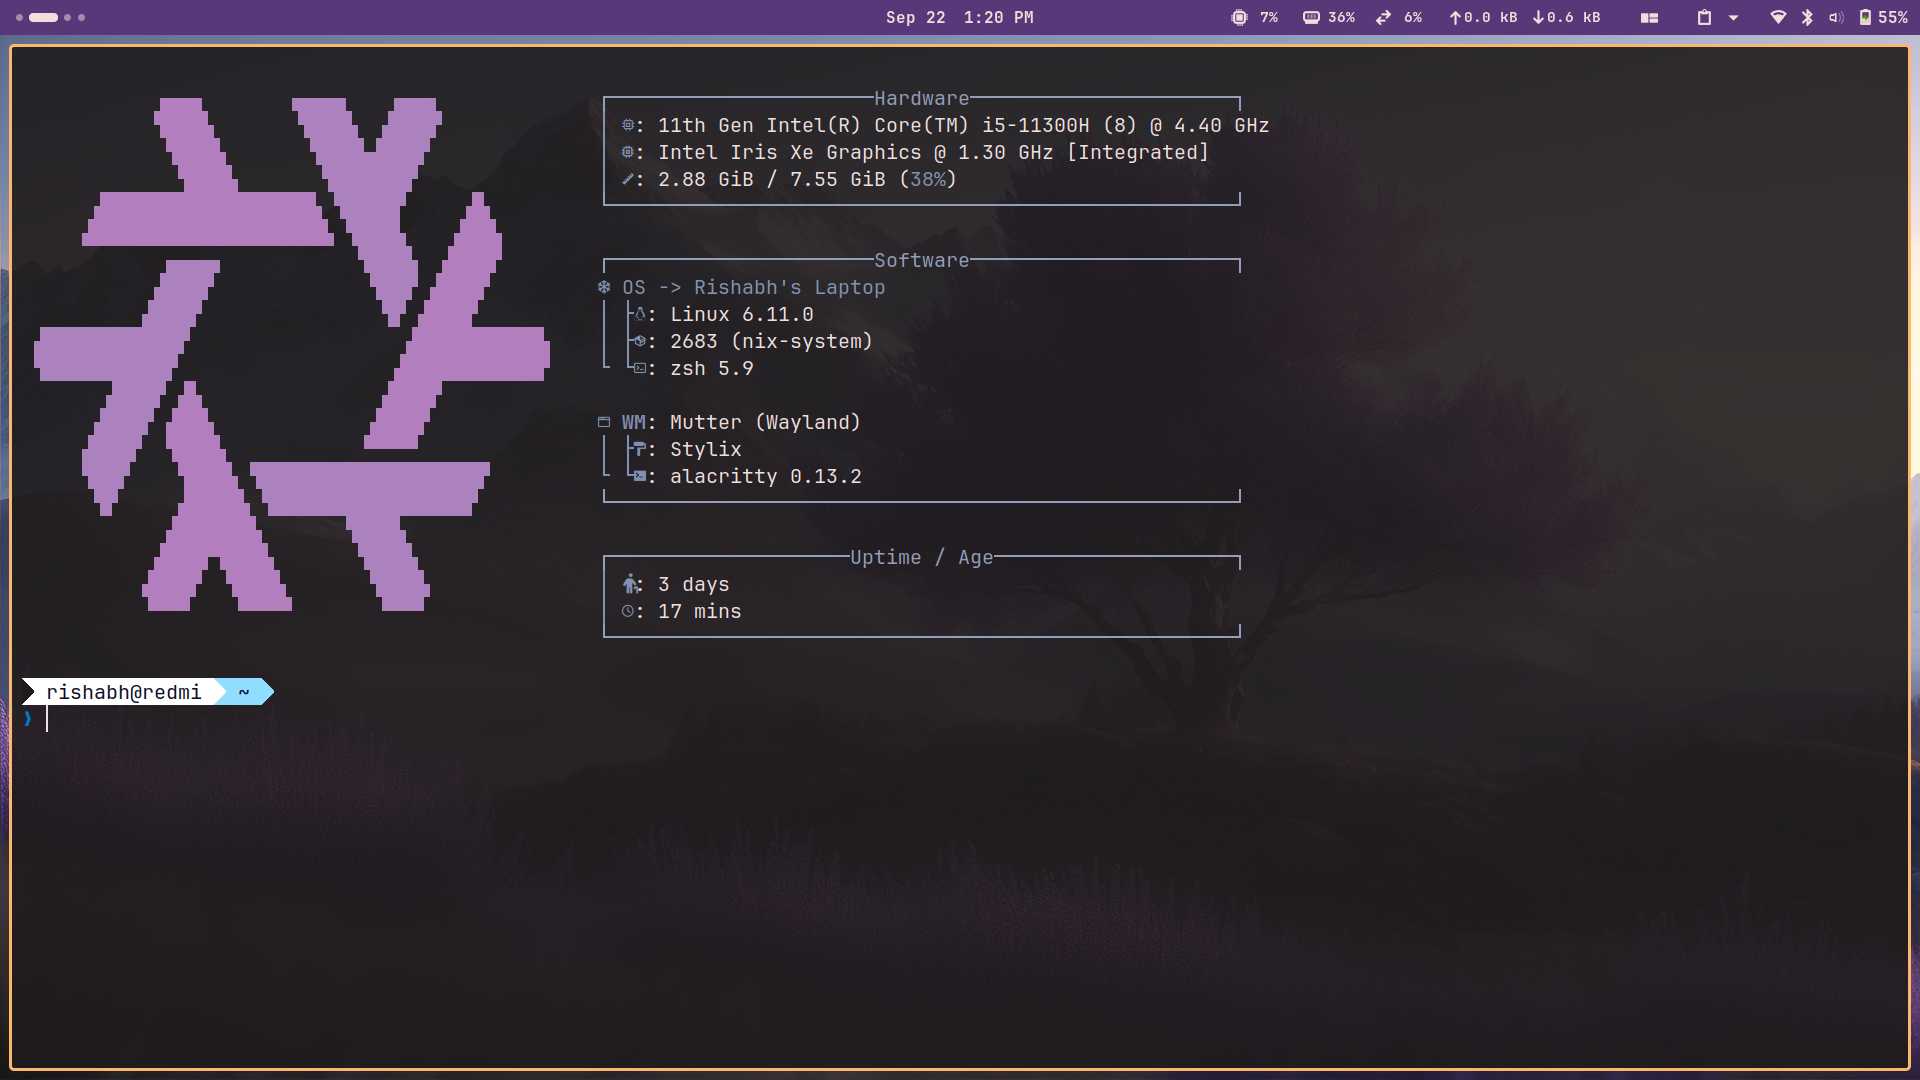 Sep 22 1:20 PM 7% 36% 6% ↑0.0 kB ↓0.6 kB 55%
Hardware
: 11th Gen Intel(R) Core(TM) i5-11300H (8) @ 4.40 GHz
: Intel Iris Xe Graphics @ 1.30 GHz [Integrated]
: 2.88 GiB / 7.55 GiB (38%)
Software
OS -> Rishabh's Laptop
: Linux 6.11.0
: 2683 (nix-system)
: zsh 5.9
WM: Mutter (Wayland)
: Stylix
: alacritty 0.13.2
Uptime / Age
: 3 days
: 17 mins
rishabh@redmi ~
❯